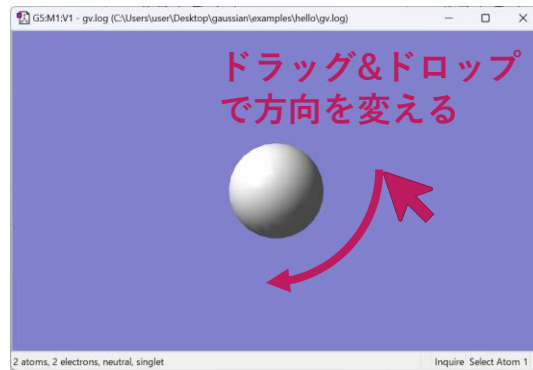 G5:M1:V1 - gv.log (C:\Users\user\Desktop\gaussian\examples\hello\gv.log)
ドラッグ&ドロップ
で方向を変える
2 atoms, 2 electrons, neutral, singlet
Inquire Select Atom 1